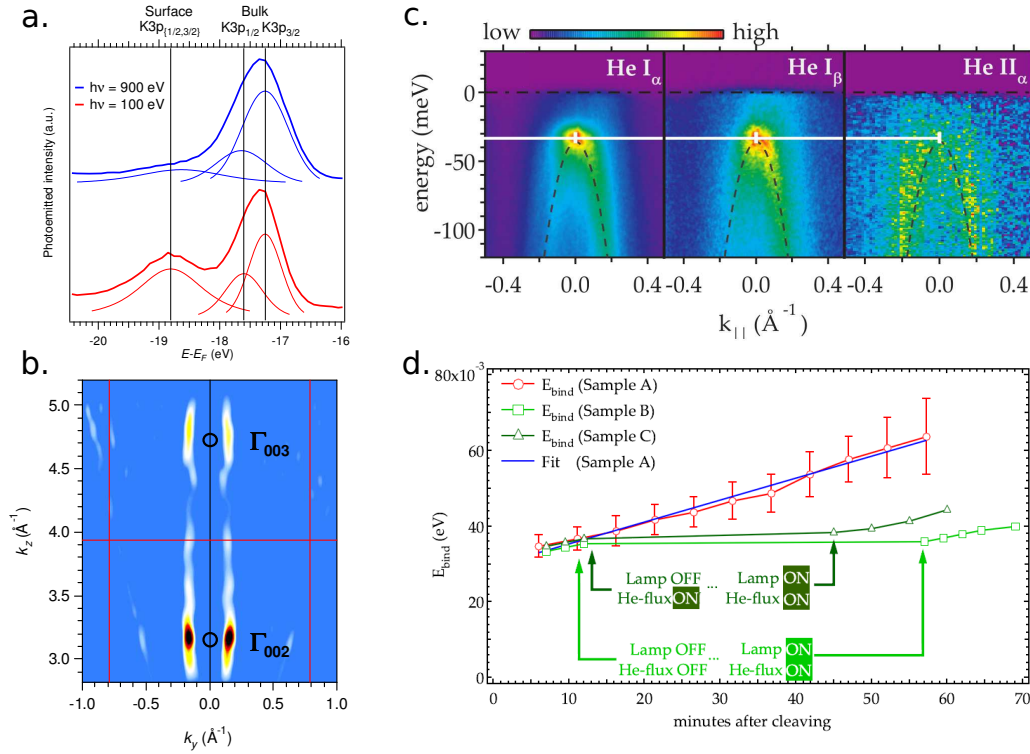 a.
Surface Bulk
K3p{1/2,3/2} K3p1/2 K3p3/2
hν = 900 eV
hν = 100 eV
Photoemitted intensity (a.u.)
-20 -19 -18 -17 -16
E-EF (eV)
b.
-1.0 -0.5 0.0 0.5 1.0
5.0
4.5
4.0
3.5
3.0
Γ003
Γ002
kz (Å-1)
ky (Å-1)
c.
low high
He Iα He Iβ He IIα
0
-50
-100
energy (meV)
-0.4 0.0 0.4 -0.4 0.0 0.4 -0.4 0.0 0.4
k|| (Å-1)
d.
80x10-3
60
40
20
0
Ebind (eV)
Ebind (Sample A)
Ebind (Sample B)
Ebind (Sample C)
Fit (Sample A)
Lamp OFF ... Lamp ON
He-flux ON He-flux ON
Lamp OFF... Lamp ON
He-flux OFF He-flux ON
0 10 20 30 40 50 60 70
minutes after cleaving